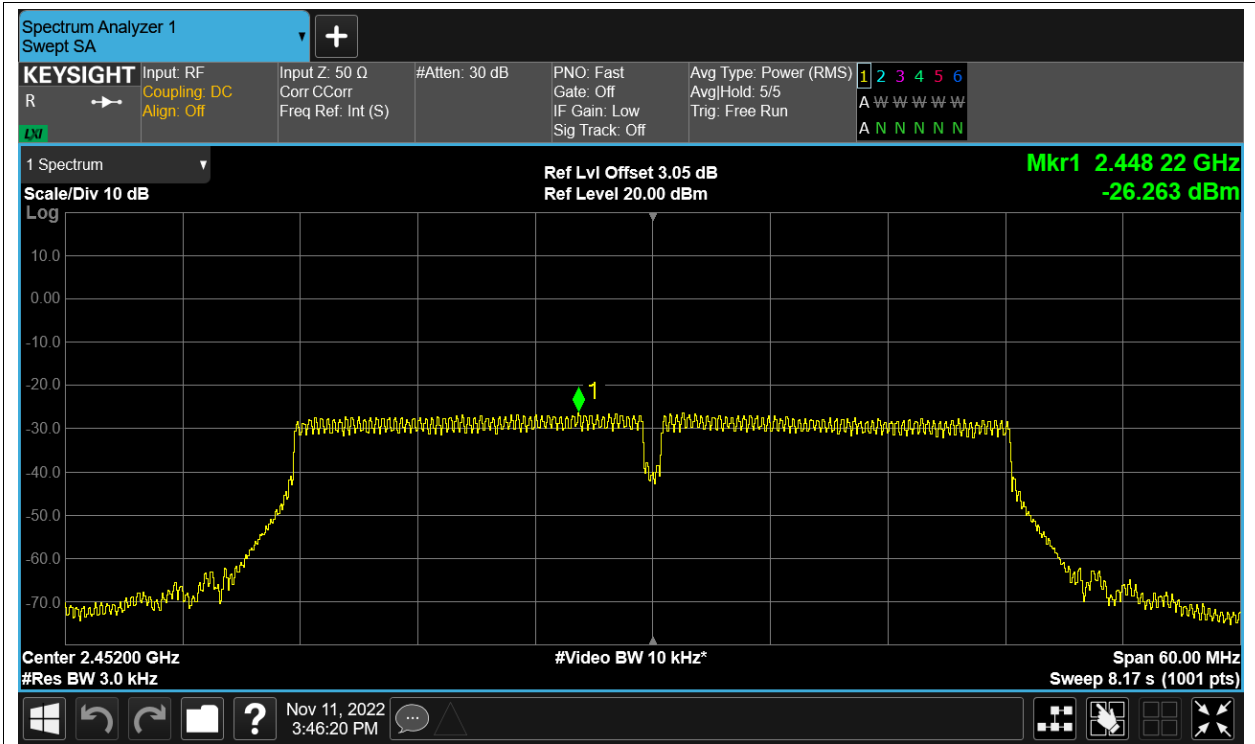 Spectrum Analyzer 1
Swept SA
KEYSIGHT
R
LXI
Input: RF
Coupling: DC
Align: Off
Input Z: 50 Ω
Corr CCorr
Freq Ref: Int (S)
#Atten: 30 dB
PNO: Fast
Gate: Off
IF Gain: Low
Sig Track: Off
Avg Type: Power (RMS)
Avg|Hold: 5/5
Trig: Free Run
1 2 3 4 5 6
A W W W W W
A N N N N N
1 Spectrum
Scale/Div 10 dB
Log
Ref Lvl Offset 3.05 dB
Ref Level 20.00 dBm
Mkr1 2.448 22 GHz
-26.263 dBm
10.0
0.00
-10.0
-20.0
1
-30.0
-40.0
-50.0
-60.0
-70.0
Center 2.45200 GHz
#Video BW 10 kHz*
Span 60.00 MHz
#Res BW 3.0 kHz
Sweep 8.17 s (1001 pts)
?
Nov 11, 2022
3:46:20 PM